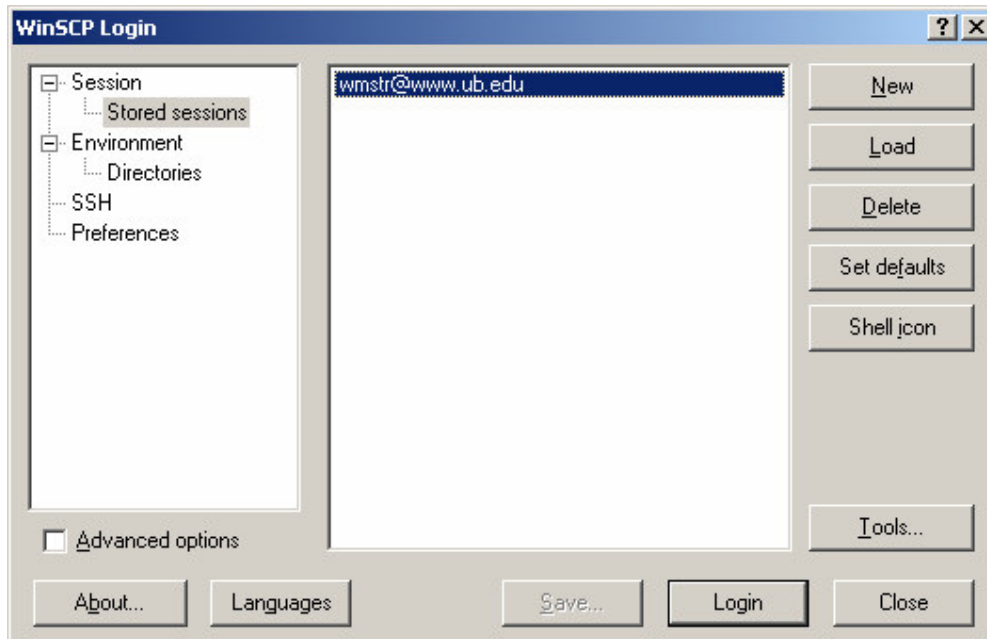 WinSCP Login
Session
Stored sessions
Environment
Directories
SSH
Preferences
Advanced options
wmstr@www.ub.edu
New
Load
Delete
Set defaults
Shell icon
Tools...
About...
Languages
Save...
Login
Close